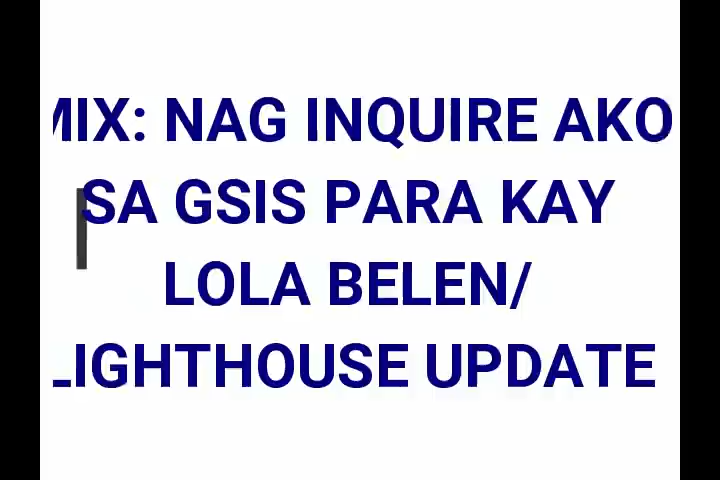 MIX: NAG INQUIRE AKO
SA GSIS PARA KAY
LOLA BELEN/
LIGHTHOUSE UPDATE